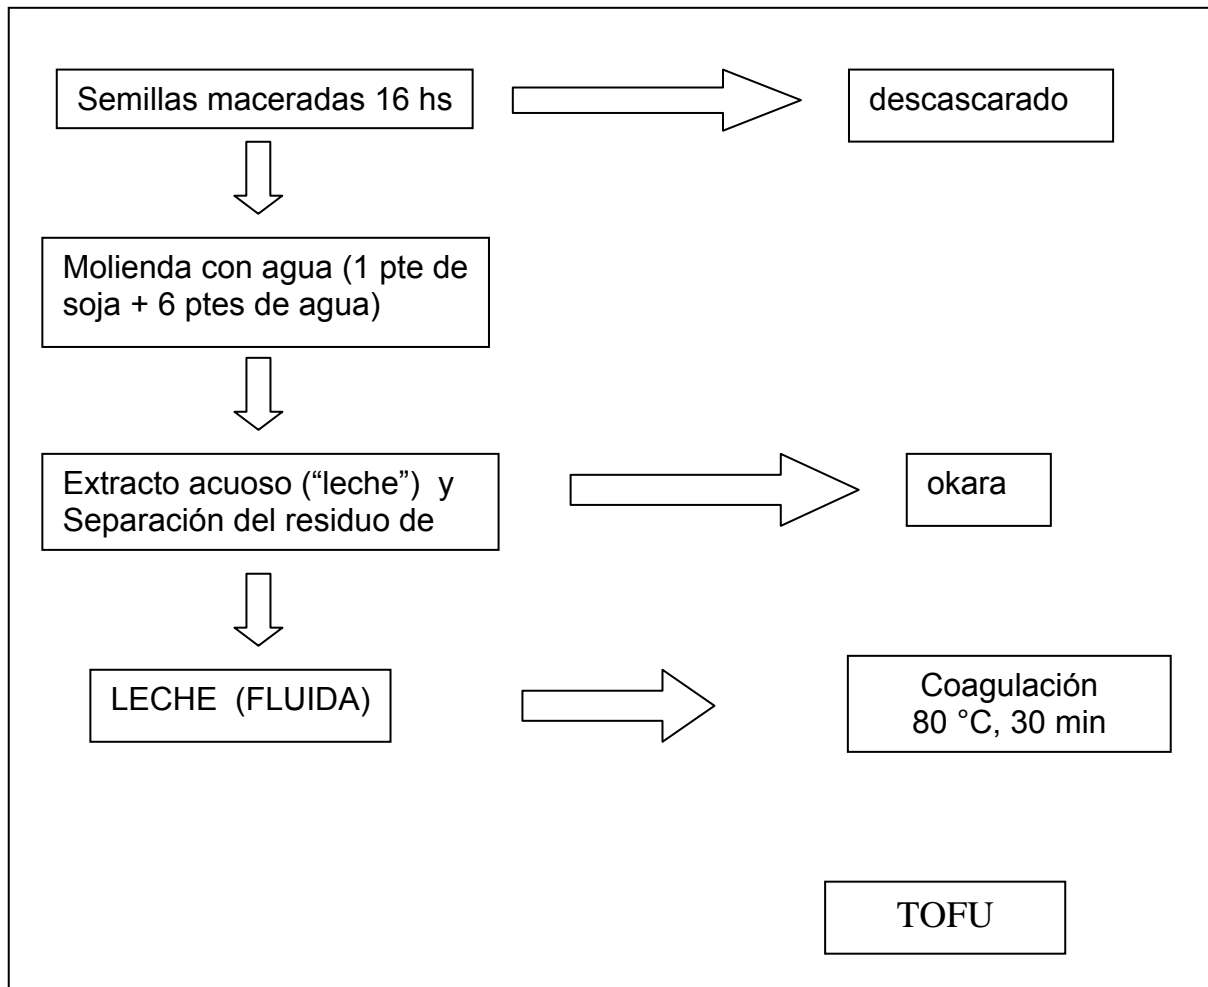 Semillas maceradas 16 hs
descascarado
Molienda con agua (1 pte de
soja + 6 ptes de agua)
Extracto acuoso (“leche”) y
Separación del residuo de
okara
LECHE (FLUIDA)
Coagulación
80 °C, 30 min
TOFU